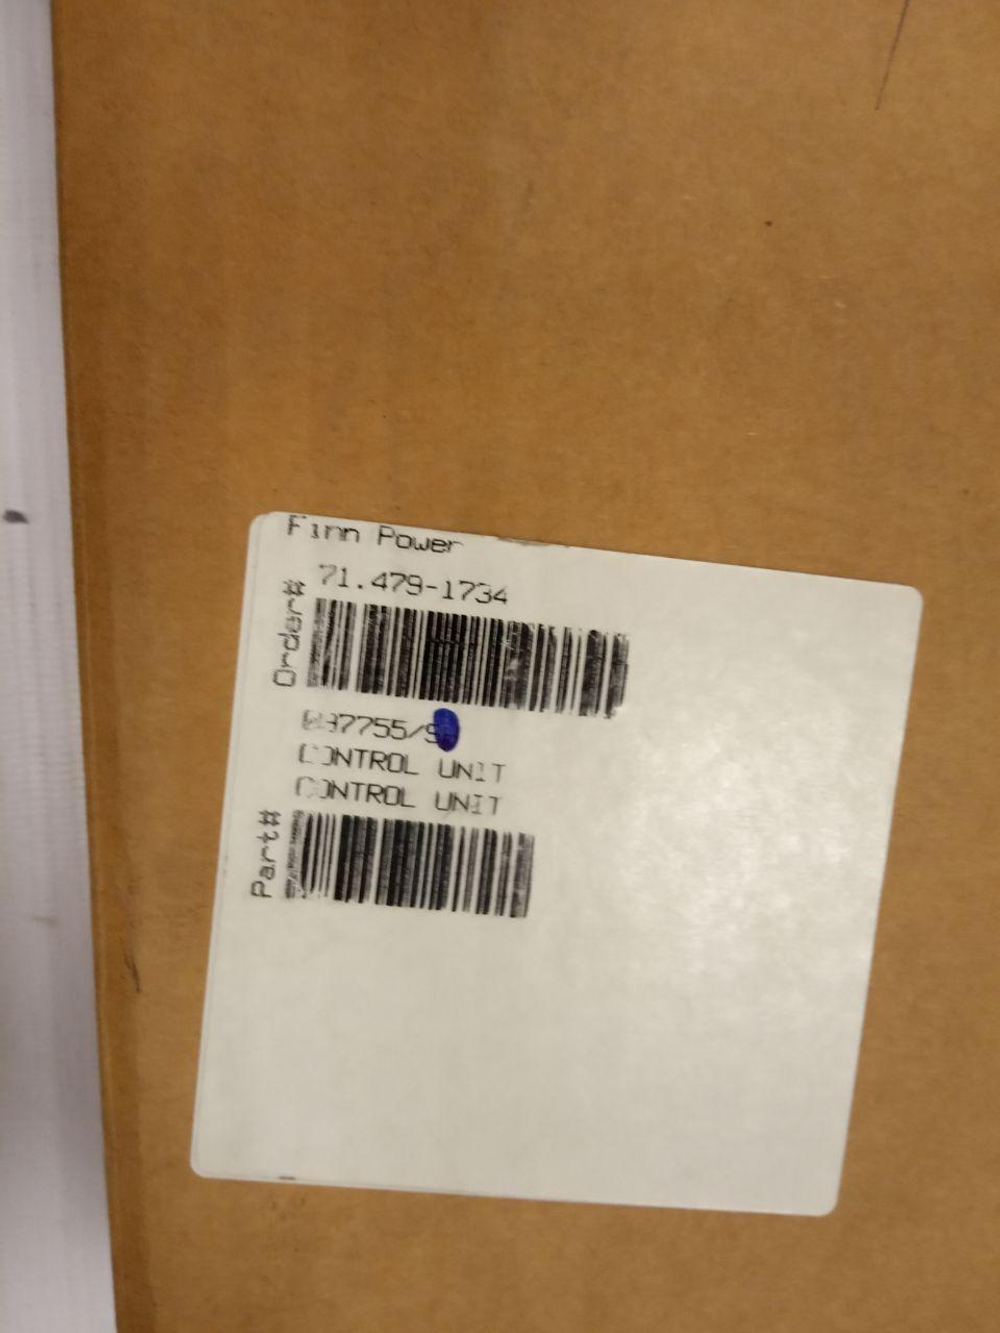 Finn Power
Order#
71.479-1734
CONTROL UNIT
CONTROL UNIT
Part#